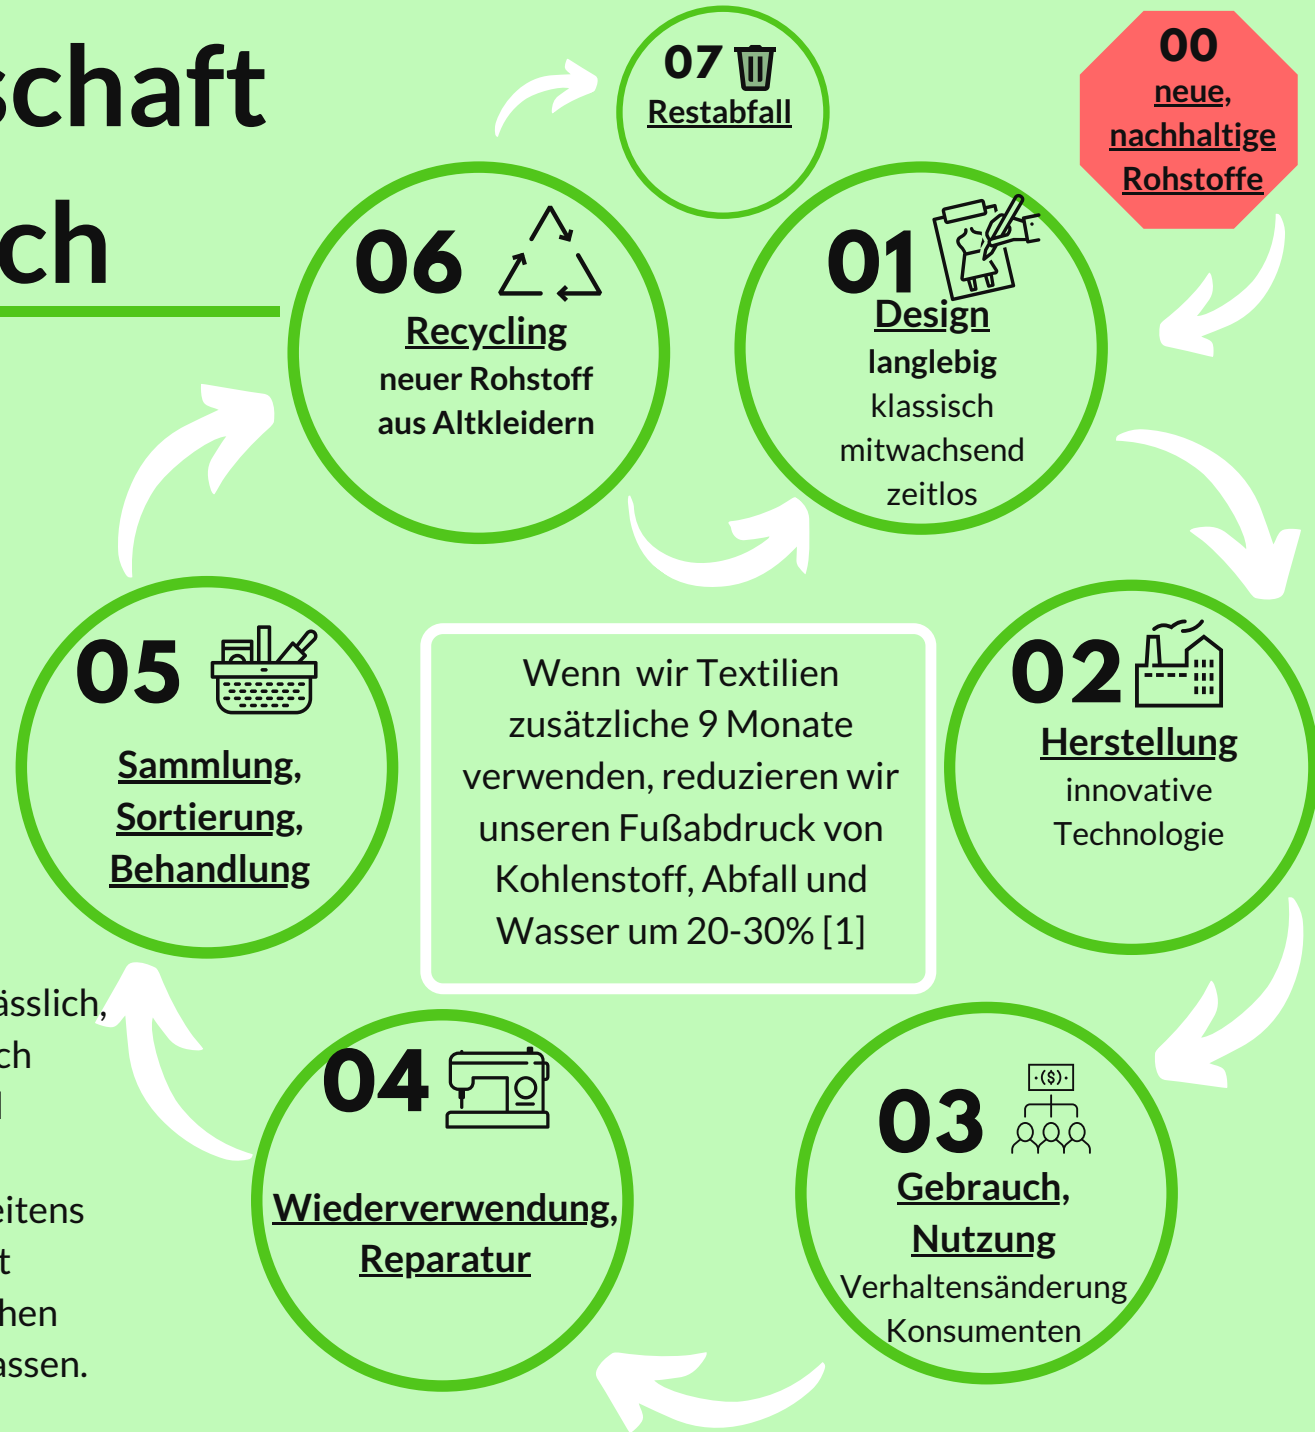 schaft
ch
07
Restabfall
00
neue,
nachhaltige
Rohstoffe
06
Recycling
neuer Rohstoff
aus Altkleidern
01
Design
langlebig
klassisch
mitwachsend
zeitlos
05
Sammlung,
Sortierung,
Behandlung
Wenn wir Textilien
zusätzliche 9 Monate
verwenden, reduzieren wir
unseren Fußabdruck von
Kohlenstoff, Abfall und
Wasser um 20-30% [1]
02
Herstellung
innovative
Technologie
ässlich,
ch
eitens
t
hen
assen.
04
Wiederverwendung,
Reparatur
03
($)
Gebrauch,
Nutzung
Verhaltensänderung
Konsumenten